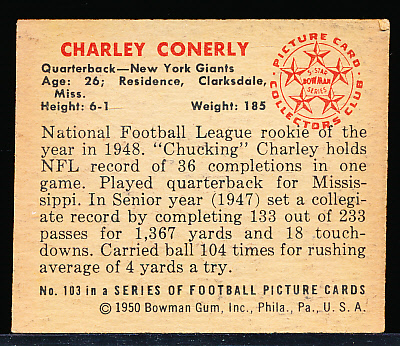 CHARLEY CONERLY
Quarterback—New York Giants
Age: 26; Residence, Clarksdale,
Miss.
Height: 6-1 Weight: 185
PICTURE CARD
5-STAR
BOWMAN
SERIES
COLLECTORS CLUB
National Football League rookie of the
year in 1948. “Chucking” Charley holds
NFL record of 36 completions in one
game. Played quarterback for Missis-
sippi. In Senior year (1947) set a collegi-
ate record by completing 133 out of 233
passes for 1,367 yards and 18 touch-
downs. Carried ball 104 times for rushing
average of 4 yards a try.
No. 103 in a SERIES OF FOOTBALL PICTURE CARDS
© 1950 Bowman Gum, Inc., Phila., Pa., U. S. A.